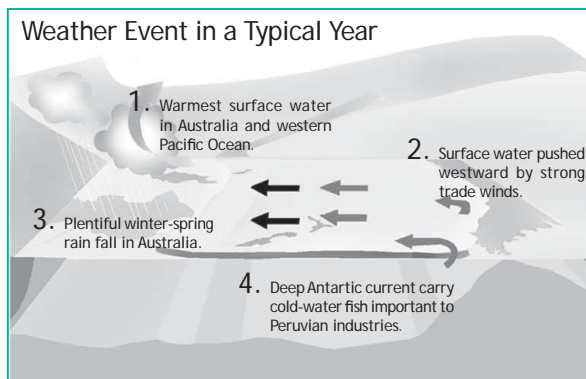 Weather Event in a Typical Year
1. Warmest surface water
in Australia and western
Pacific Ocean.
2. Surface water pushed
westward by strong
trade winds.
3. Plentiful winter-spring
rain fall in Australia.
4. Deep Antartic current carry
cold-water fish important to
Peruvian industries.